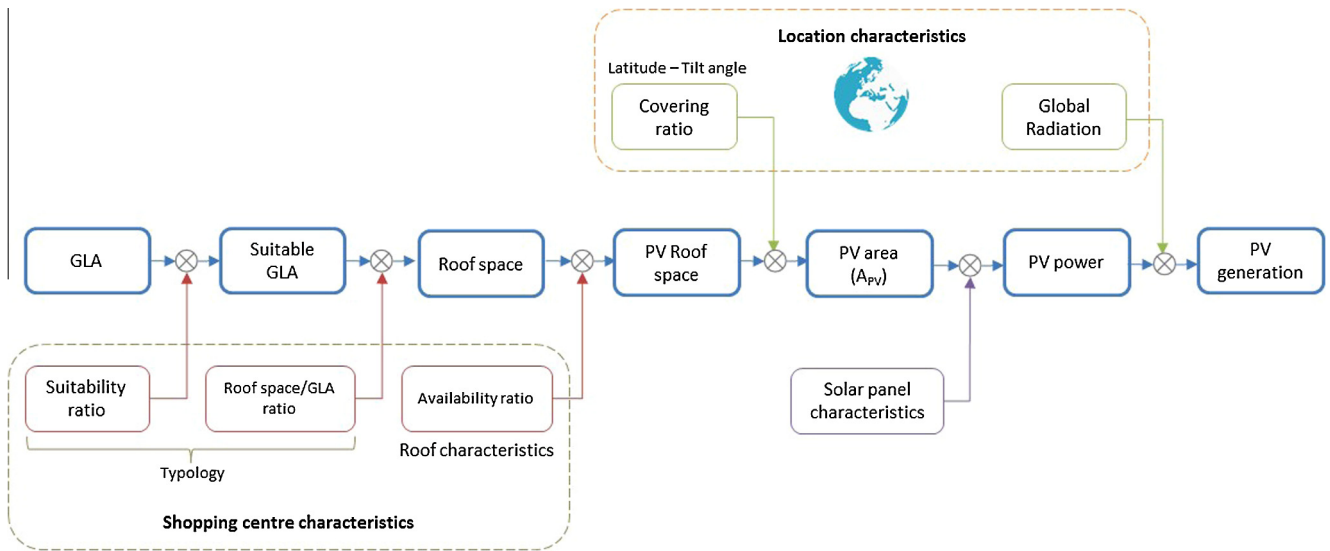 Location characteristics
Latitude – Tilt angle
Covering
ratio
Global
Radiation
GLA
Suitable
GLA
Roof space
PV Roof
space
PV area
(APV)
PV power
PV
generation
Suitability
ratio
Roof space/GLA
ratio
Availability ratio
Solar panel
characteristics
Roof characteristics
Typology
Shopping centre characteristics